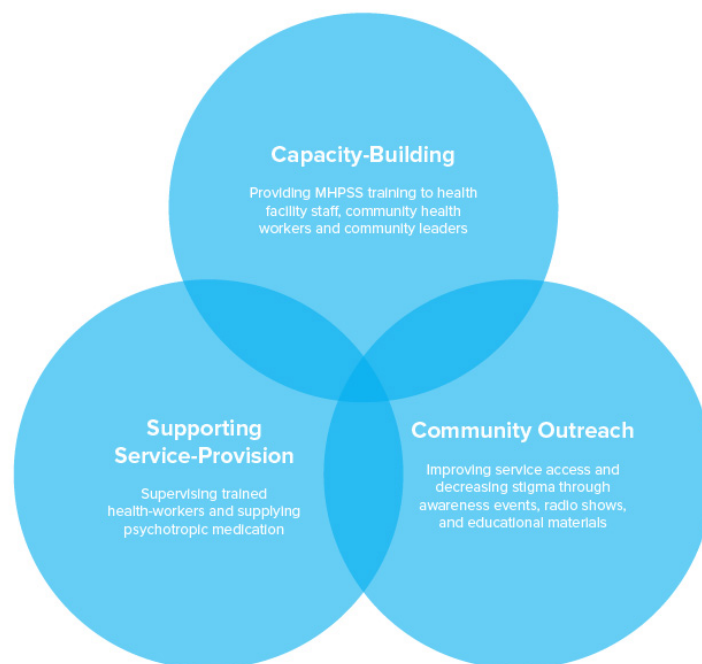 Capacity-Building
Providing MHPSS training to health
facility staff, community health
workers and community leaders
Supporting
Service-Provision
Supervising trained
health-workers and supplying
psychotropic medication
Community Outreach
Improving service access and
decreasing stigma through
awareness events, radio shows,
and educational materials